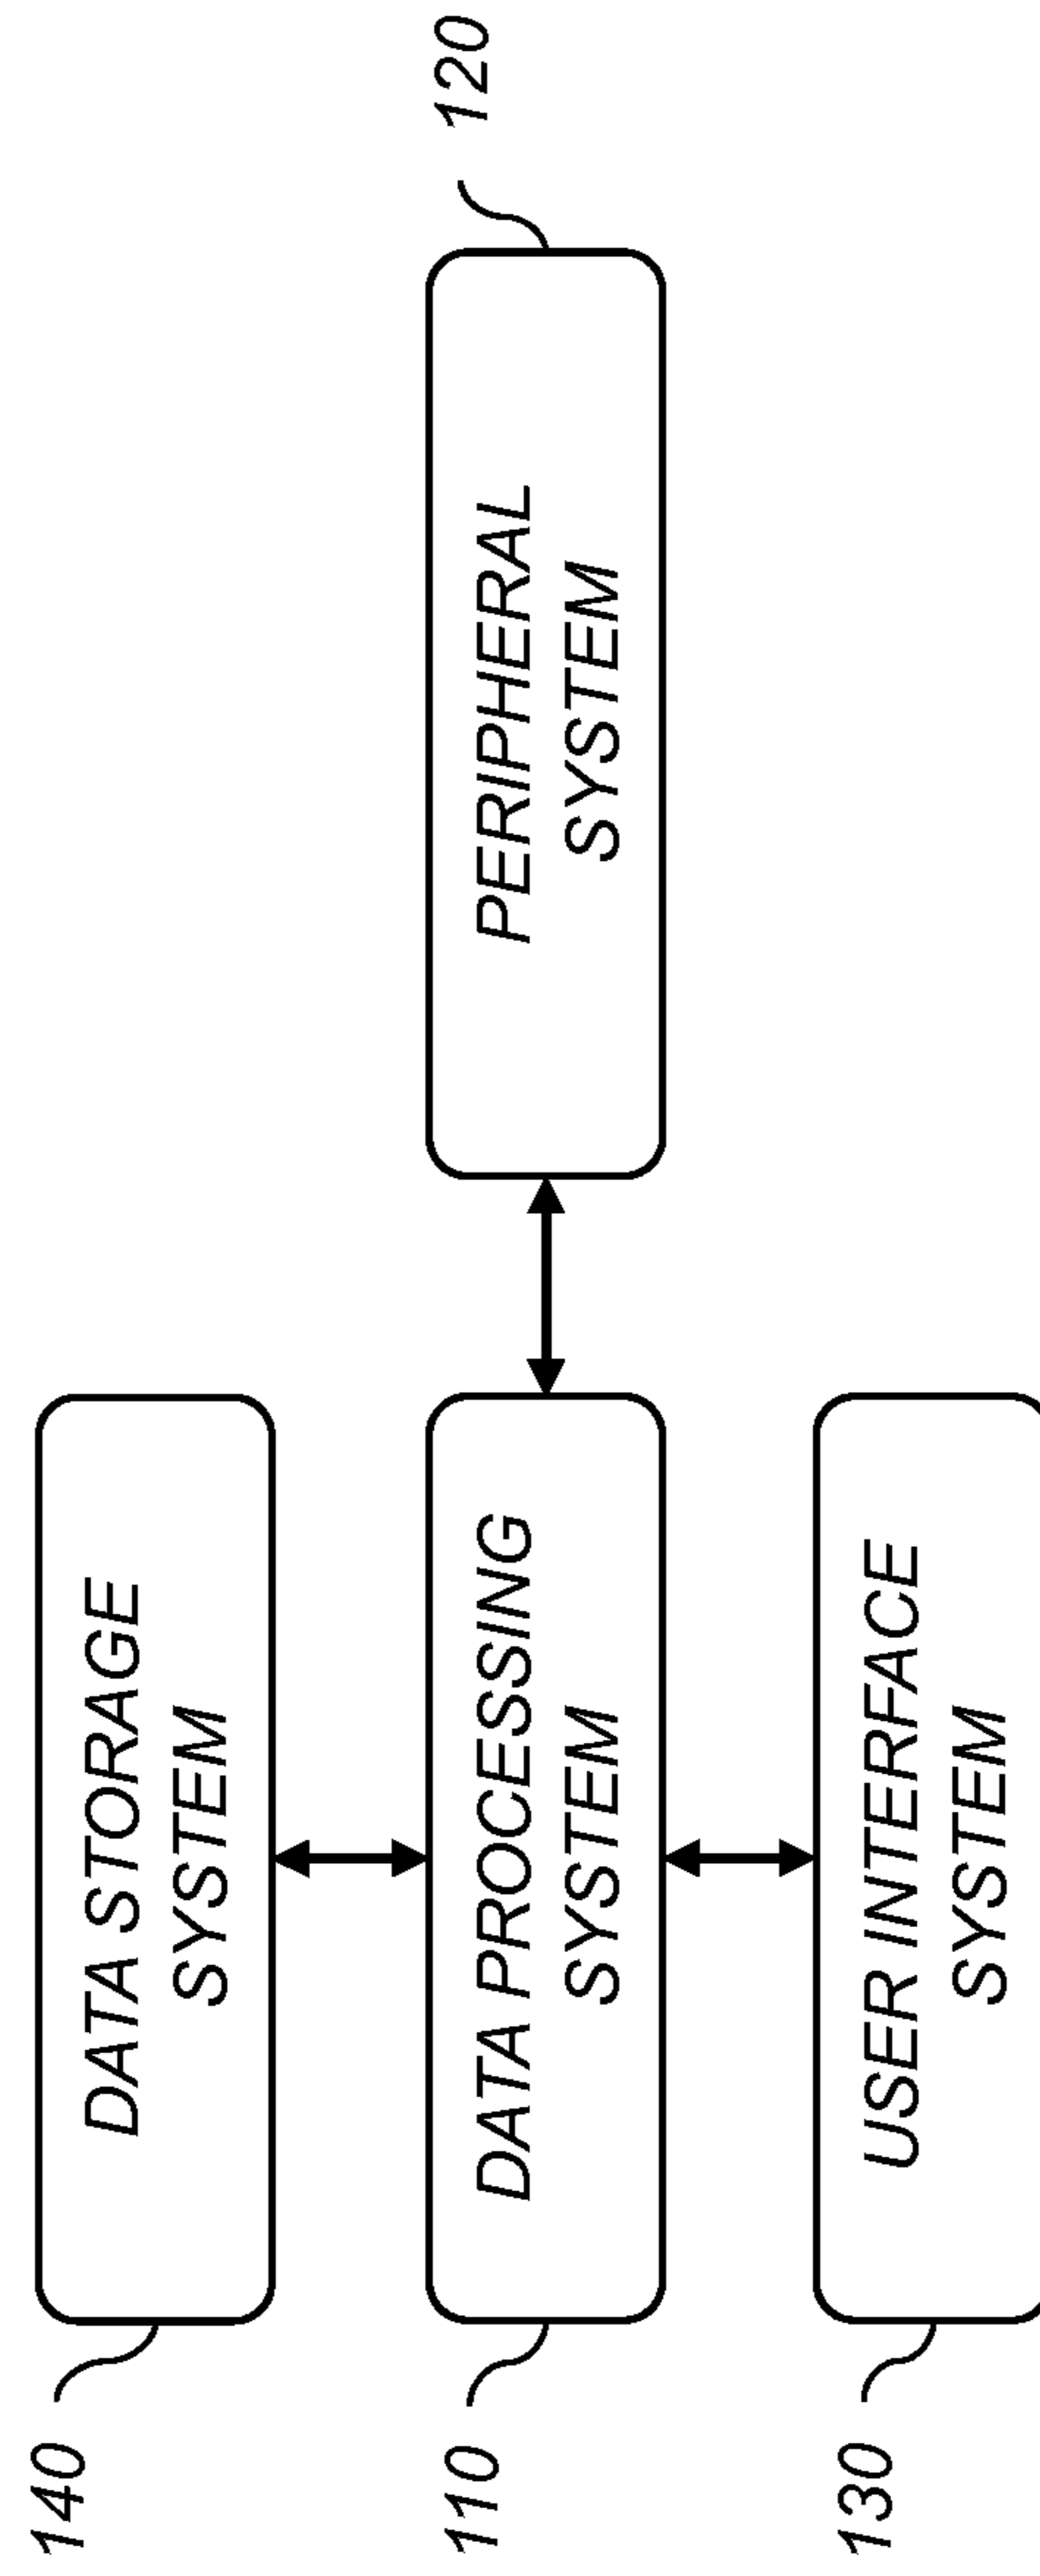 140
DATA STORAGE
SYSTEM
110
DATA PROCESSING
SYSTEM
PERIPHERAL
SYSTEM
120
130
USER INTERFACE
SYSTEM